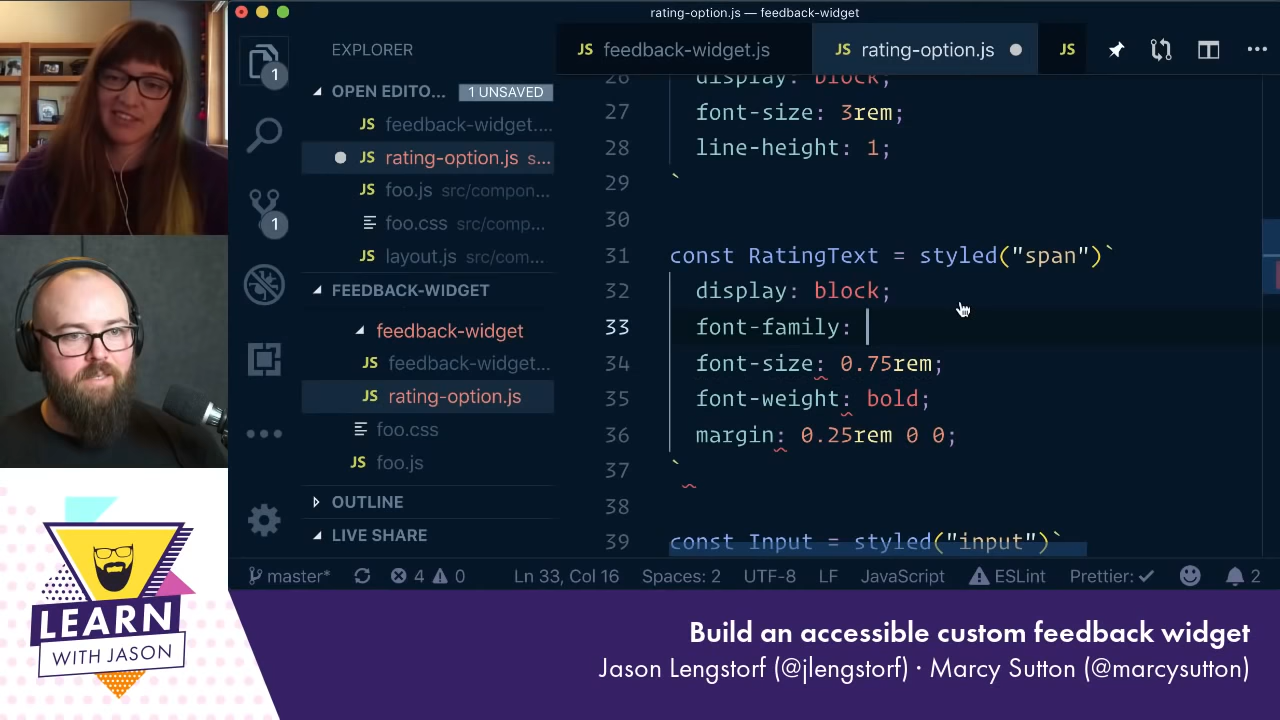 rating-option.js — feedback-widget
EXPLORER
JS feedback-widget.js
JS rating-option.js
JS
1
OPEN EDITO... 1 UNSAVED
JS feedback-widget....
JS rating-option.js s...
JS foo.js src/compon...
foo.css src/comp...
JS layout.js src/com...
1
FEEDBACK-WIDGET
feedback-widget
JS feedback-widget...
JS rating-option.js
foo.css
JS foo.js
OUTLINE
LIVE SHARE
26 display: block;
27 font-size: 3rem;
28 line-height: 1;
29 `
30
31 const RatingText = styled("span")`
32 display: block;
33 font-family:
34 font-size: 0.75rem;
35 font-weight: bold;
36 margin: 0.25rem 0 0;
37 `
38
39 const Input = styled("input")`
master* 4 0 Ln 33, Col 16 Spaces: 2 UTF-8 LF JavaScript ESLint Prettier: ✓ 2
LEARN
WITH JASON
Build an accessible custom feedback widget
Jason Lengstorf (@jlengstorf) · Marcy Sutton (@marcysutton)